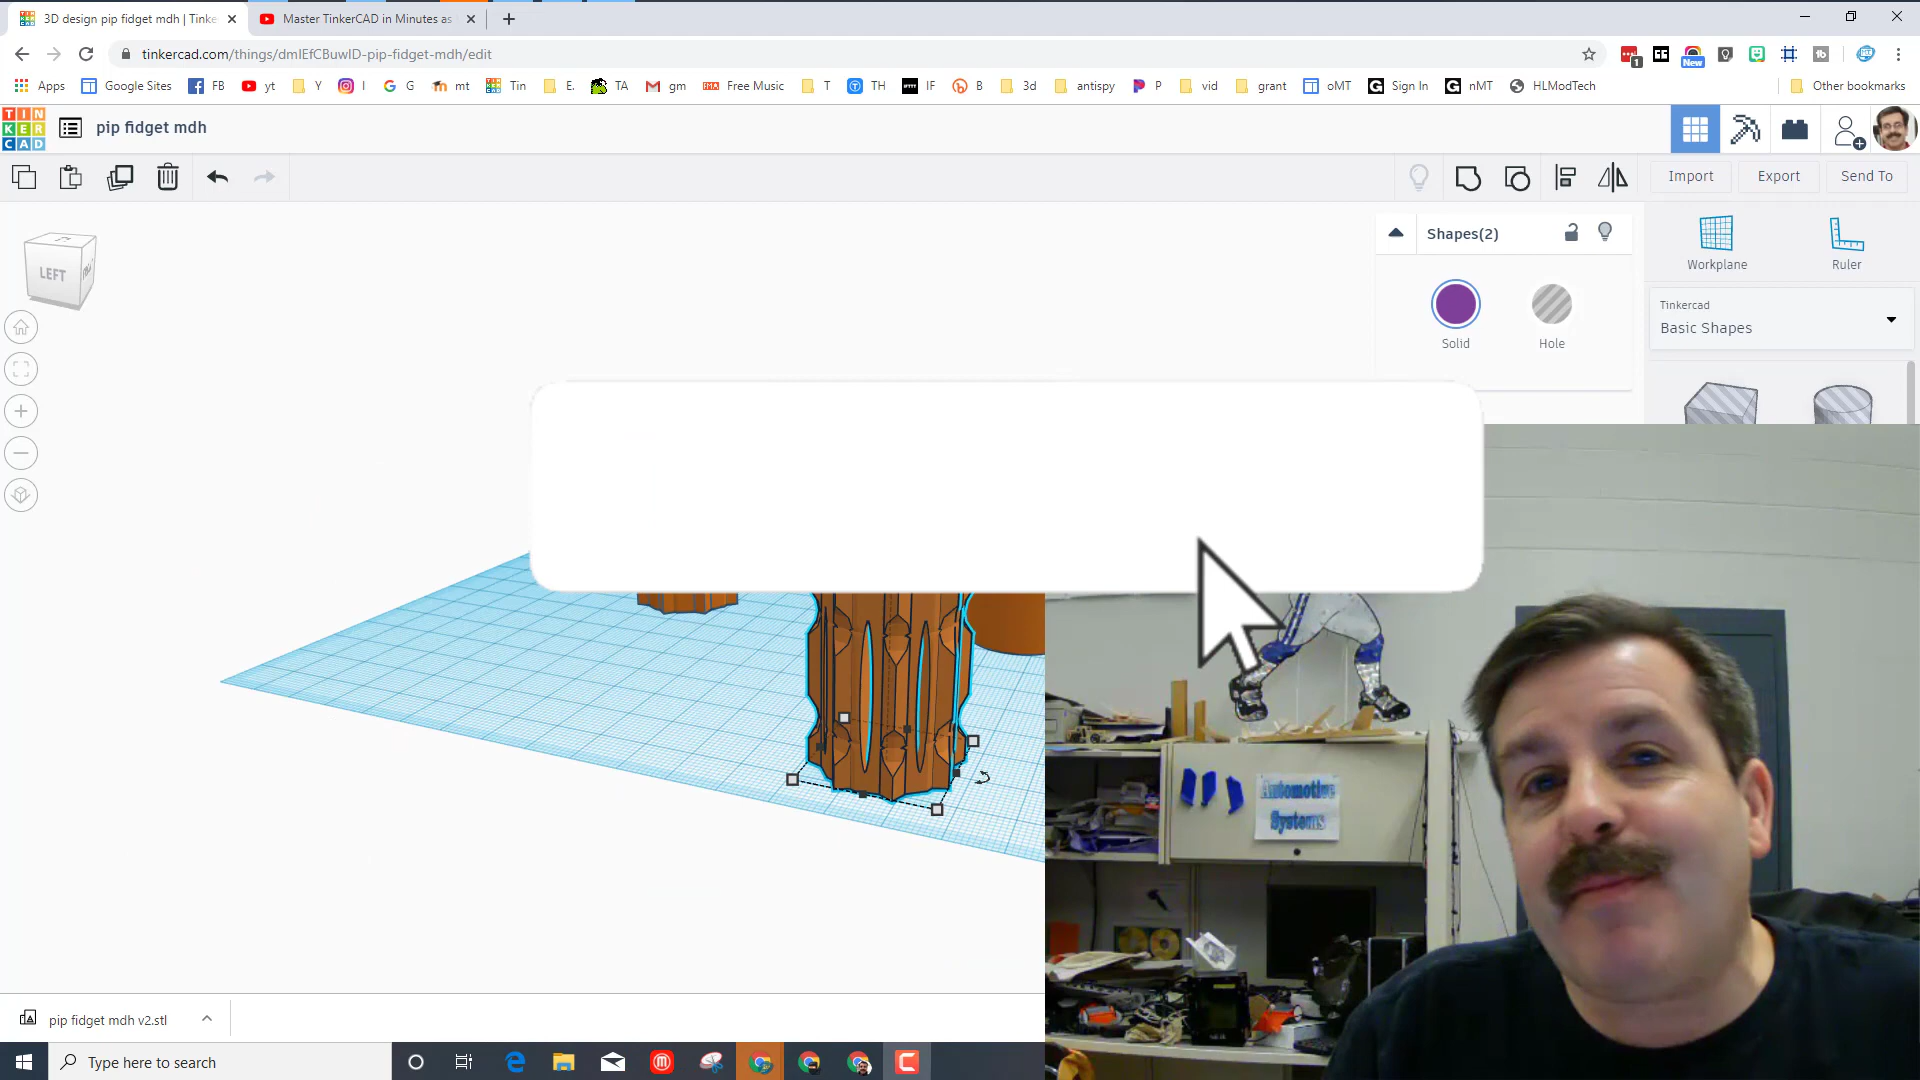 3D design pip fidget mdh | Tinke
Master TinkerCAD in Minutes as
tinkercad.com/things/dmIEfCBuwID-pip-fidget-mdh/edit
1
New
Apps
Google Sites
FB
yt
Y
I
G
mt
Tin
E.
TA
gm
Free Music
T
TH
IF
B
3d
antispy
P
vid
grant
oMT
Sign In
nMT
HLModTech
Other bookmarks
TIN
KER
CAD
pip fidget mdh
Import
Export
Send To
LEFT
Shapes(2)
Solid
Hole
Workplane
Ruler
Tinkercad
Basic Shapes
Automotive
Systems
pip fidget mdh v2.stl
Type here to search